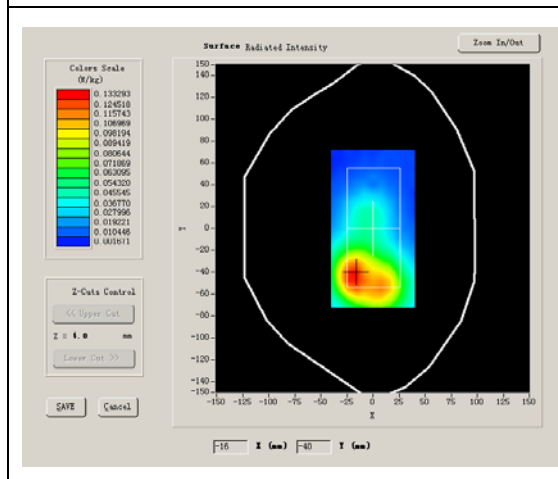 Surface Radiated Intensity
Zoom In/Out
Colors Scale
(W/kg)
0.133293
0.124518
0.115743
0.106969
0.098194
0.089419
0.080644
0.071869
0.063095
0.054320
0.045545
0.036770
0.027996
0.019221
0.010446
0.001671
150
140
120
100
80
60
40
20
0
-20
-40
-60
-80
-100
-120
-140
-150
Y
-150 -125 -100 -75 -50 -25 0 25 50 75 100 125 150
X
Z-Cuts Control
<< Upper Cut
Z = 4.0 mm
Lower Cut >>
SAVE Cancel
-16 X (mm) -40 Y (mm)